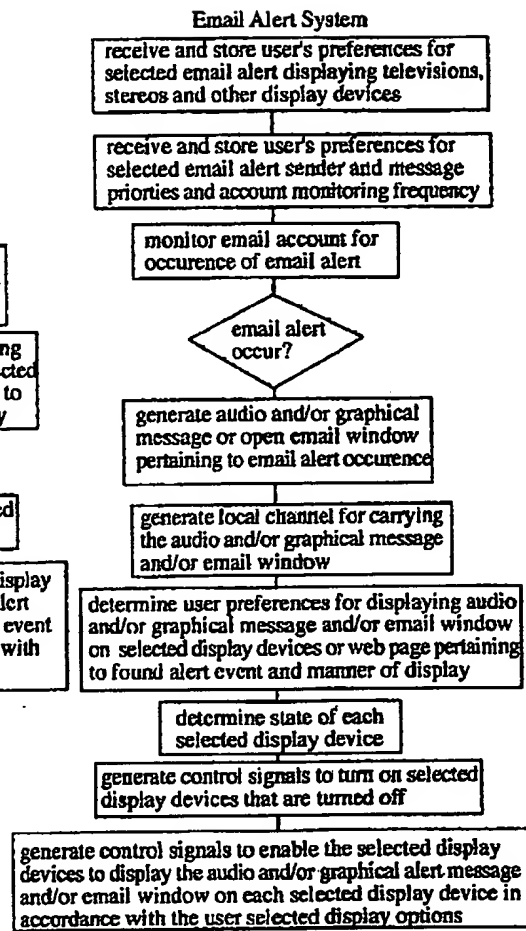 Email Alert System
receive and store user's preferences for
selected email alert displaying televisions,
stereos and other display devices
receive and store user's preferences for
selected email alert sender and message
priorties and account monitoring frequency
monitor email account for
occurence of email alert
email alert
occur?
generate audio and/or graphical
message or open email window
pertaining to email alert occurence
generate local channel for carrying
the audio and/or graphical message
and/or email window
determine user preferences for displaying audio
and/or graphical message and/or email window
on selected display devices or web page pertaining
to found alert event and manner of display
determine state of each
selected display device
generate control signals to turn on selected
display devices that are turned off
generate control signals to enable the selected display
devices to display the audio and/or graphical alert message
and/or email window on each selected display device in
accordance with the user selected display options
to
display
event
with